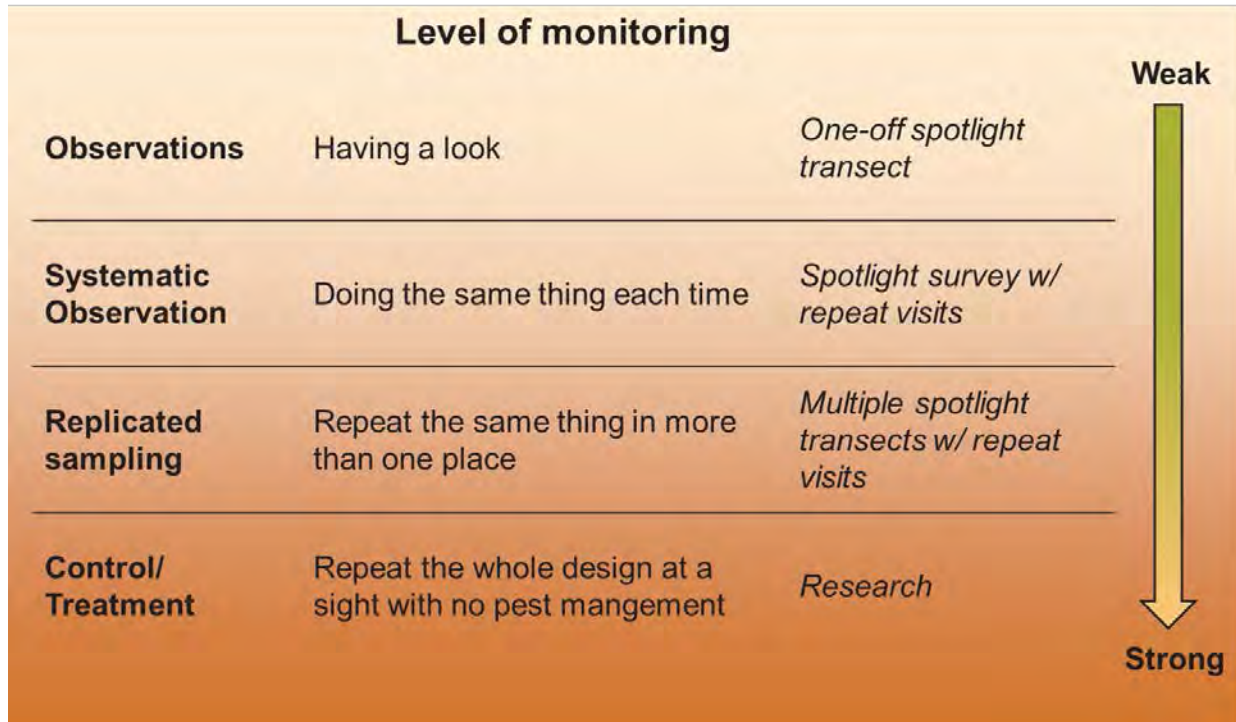 Level of monitoring
Weak
Observations
Having a look
One-off spotlight
transect
Systematic
Observation
Doing the same thing each time
Spotlight survey w/
repeat visits
Replicated
sampling
Repeat the same thing in more
than one place
Multiple spotlight
transects w/ repeat
visits
Control/
Treatment
Repeat the whole design at a
sight with no pest mangement
Research
Strong